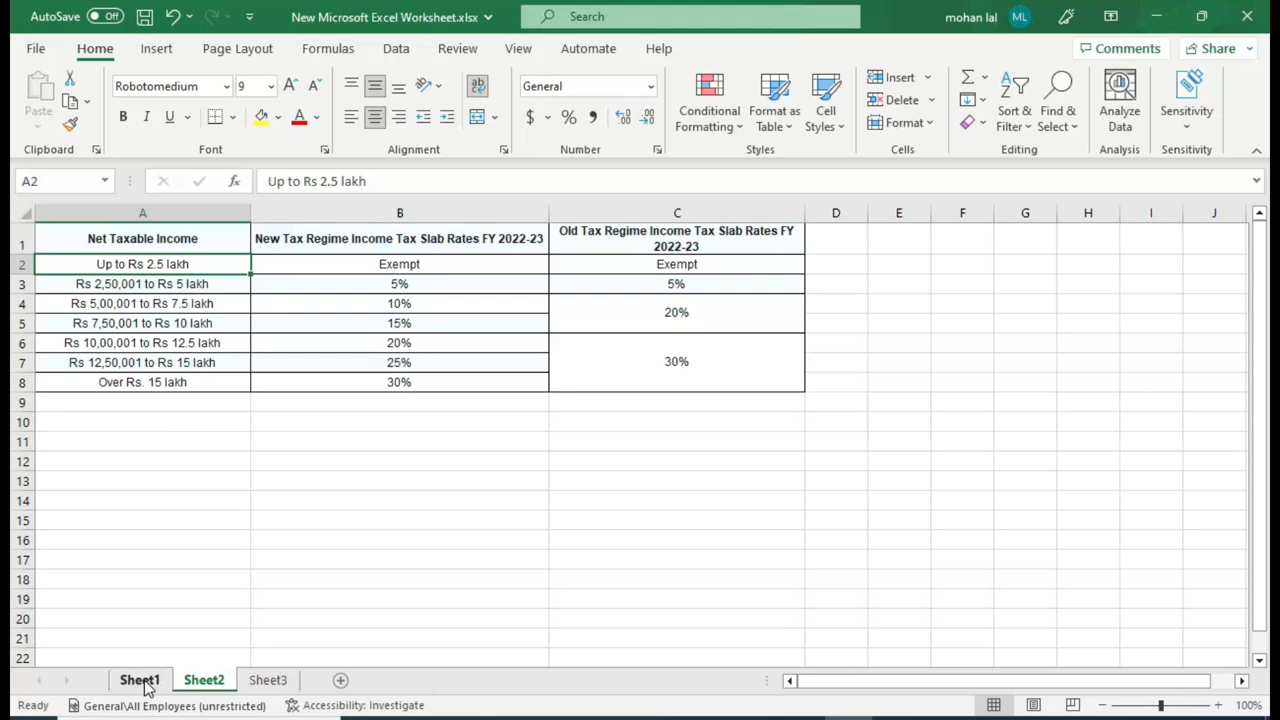 AutoSave Off New Microsoft Excel Worksheet.xlsx Search mohan lal ML
File Home Insert Page Layout Formulas Data Review View Automate Help Comments Share
Paste Robotomedium 9 General Insert Delete Format
B I U $ % Conditional Formatting Format as Table Cell Styles Sort & Filter Find & Select Analyze Data Sensitivity
Clipboard Font Alignment Number Styles Cells Editing Analysis Sensitivity
A2 fx Up to Rs 2.5 lakh
A B C D E F G H I J
1 Net Taxable Income New Tax Regime Income Tax Slab Rates FY 2022-23 Old Tax Regime Income Tax Slab Rates FY
2022-23
2 Up to Rs 2.5 lakh Exempt Exempt
3 Rs 2,50,001 to Rs 5 lakh 5% 5%
4 Rs 5,00,001 to Rs 7.5 lakh 10% 20%
5 Rs 7,50,001 to Rs 10 lakh 15%
6 Rs 10,00,001 to Rs 12.5 lakh 20%
7 Rs 12,50,001 to Rs 15 lakh 25% 30%
8 Over Rs. 15 lakh 30%
9
10
11
12
13
14
15
16
17
18
19
20
21
22
Sheet1 Sheet2 Sheet3
Ready General\All Employees (unrestricted) Accessibility: Investigate 100%